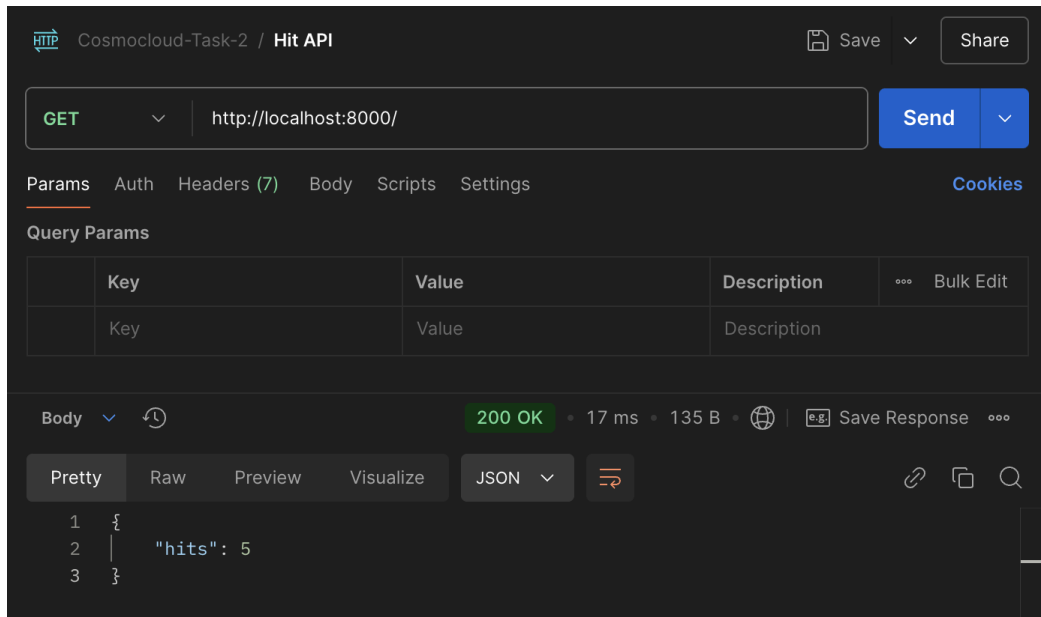 HTTP Cosmocloud-Task-2 / Hit API Save Share
GET http://localhost:8000/ Send
Params Auth Headers (7) Body Scripts Settings Cookies
Query Params
Key Value Description Bulk Edit
Key Value Description
Body 200 OK • 17 ms • 135 B • e.g. Save Response
Pretty Raw Preview Visualize JSON
1 {
2 "hits": 5
3 }